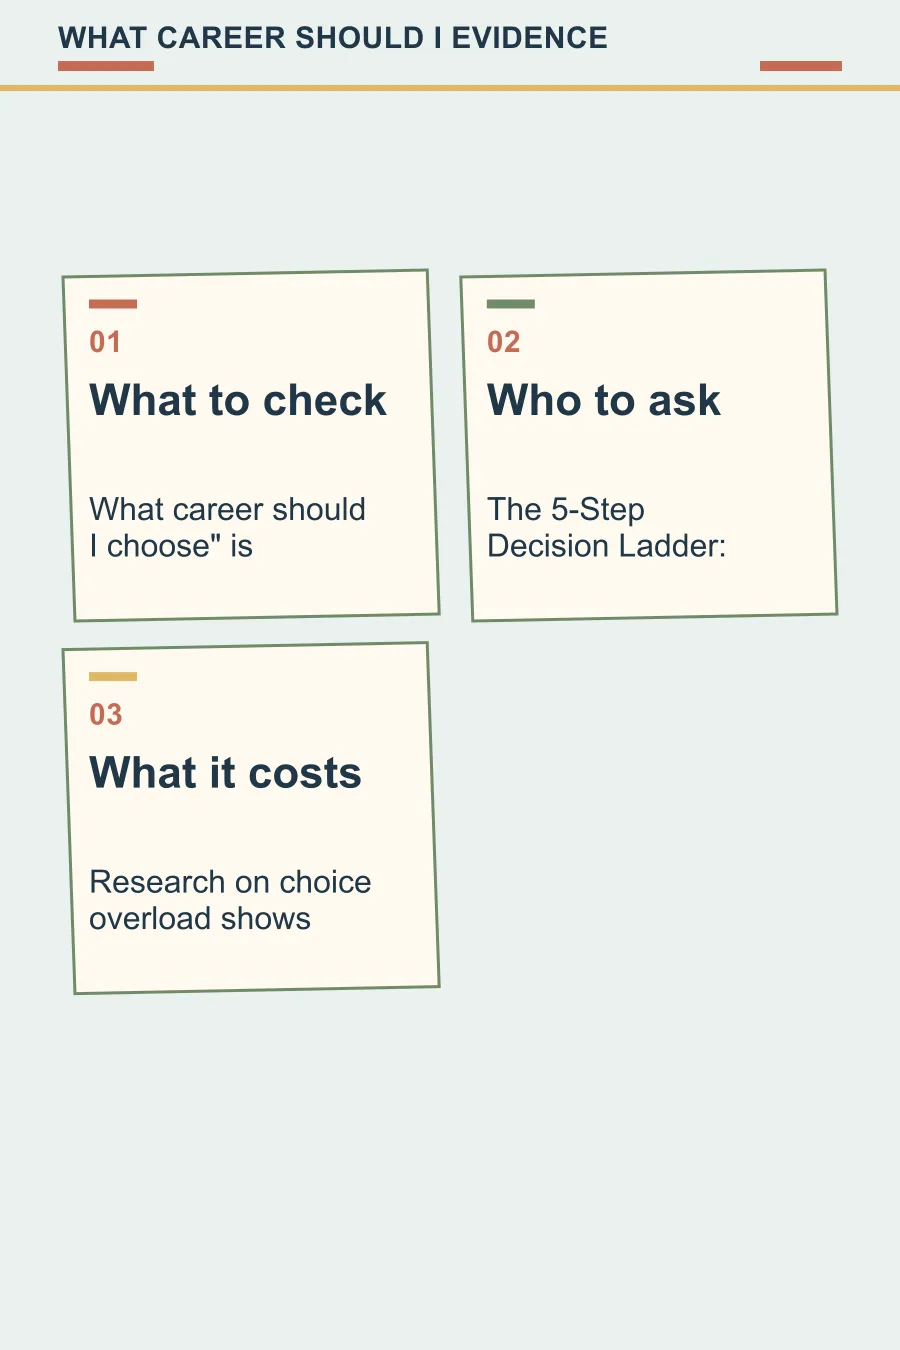 WHAT CAREER SHOULD I EVIDENCE
01
What to check
What career should
I choose" is
02
Who to ask
The 5-Step
Decision Ladder:
03
What it costs
Research on choice
overload shows